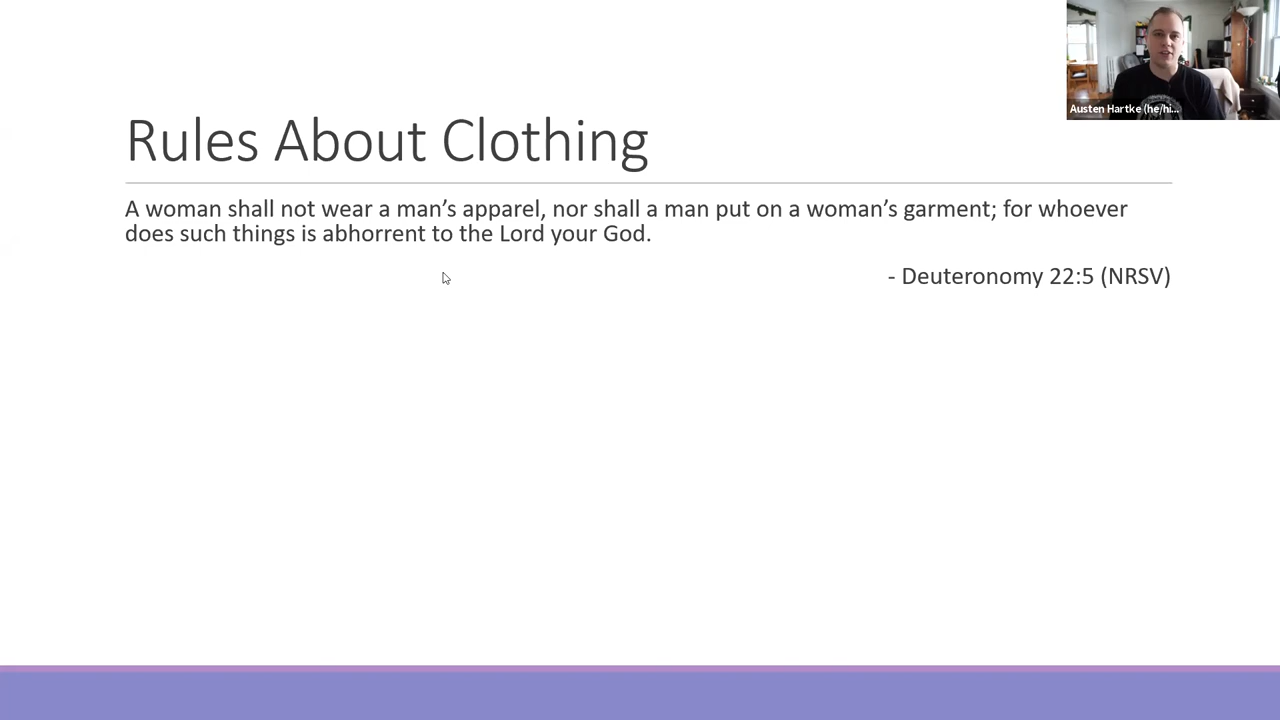 Rules About Clothing
A woman shall not wear a man’s apparel, nor shall a man put on a woman’s garment; for whoever
does such things is abhorrent to the Lord your God.
- Deuteronomy 22:5 (NRSV)
Austen Hartke (he/hi...